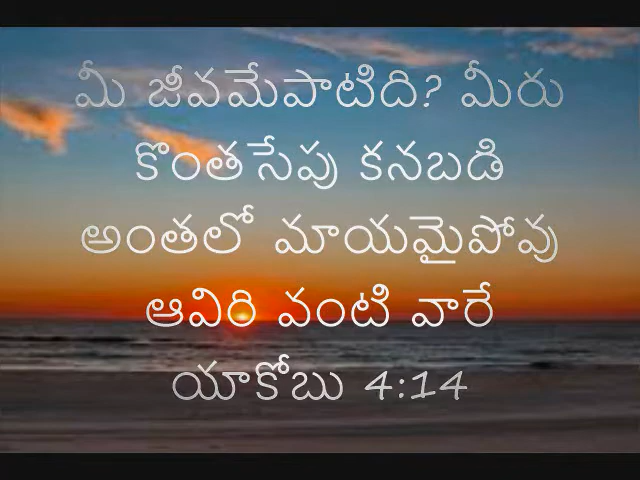 మీ జీవమేపాటిది? మీరు
కొంతసేపు కనబడి
అంతలో మాయమైపోవు
ఆవిరి వంటి వారే
యాకోబు 4:14